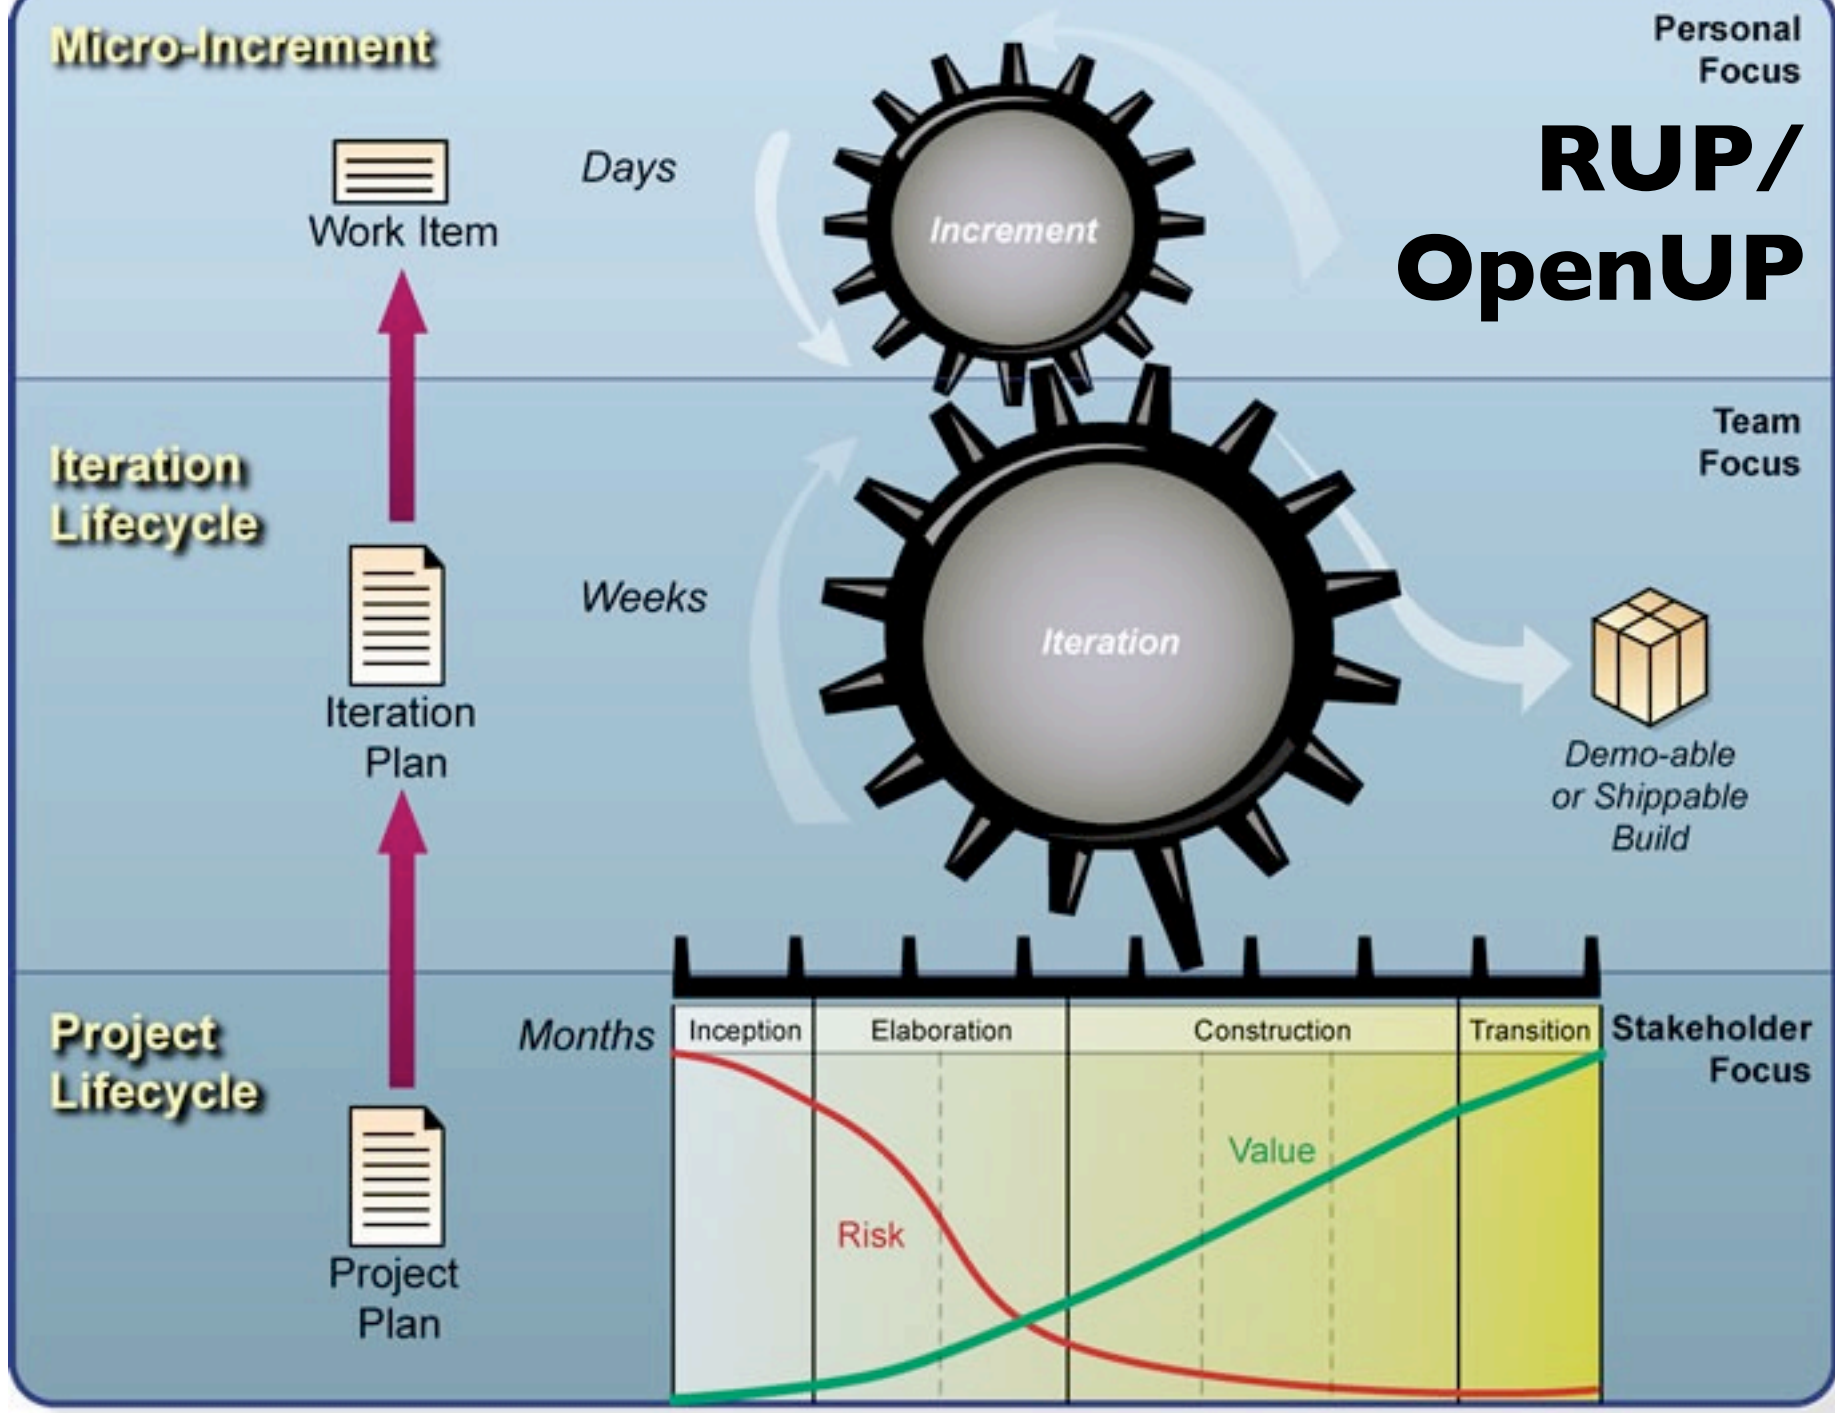 Micro-Increment
Personal
Focus
RUP/
OpenUP
Days
Work Item
Increment
Iteration
Lifecycle
Team
Focus
Weeks
Iteration
Iteration
Plan
Demo-able
or Shippable
Build
Project
Lifecycle
Months
Inception
Elaboration
Construction
Transition
Stakeholder
Focus
Value
Risk
Project
Plan